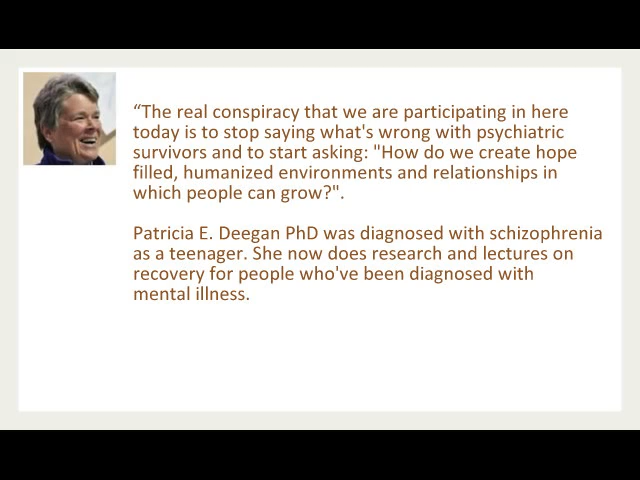 “The real conspiracy that we are participating in here
today is to stop saying what's wrong with psychiatric
survivors and to start asking: "How do we create hope
filled, humanized environments and relationships in
which people can grow?".
Patricia E. Deegan PhD was diagnosed with schizophrenia
as a teenager. She now does research and lectures on
recovery for people who've been diagnosed with
mental illness.